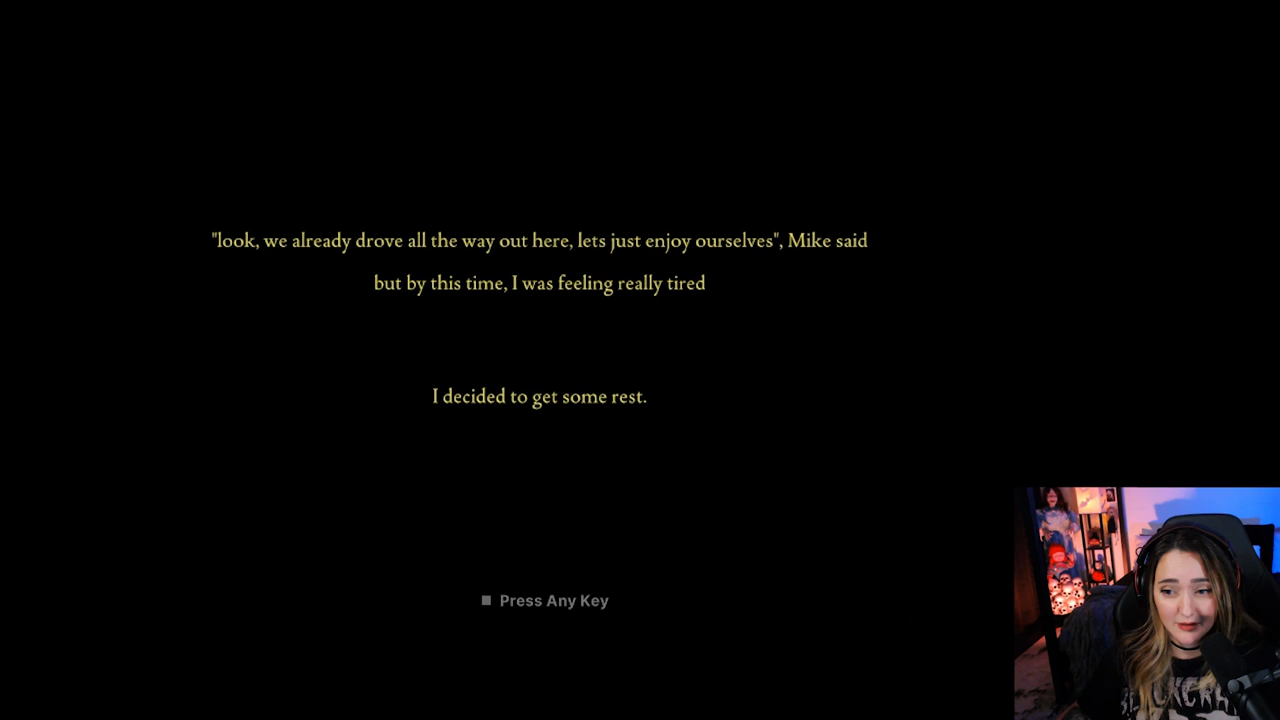 "look, we already drove all the way out here, lets just enjoy ourselves", Mike said
but by this time, I was feeling really tired
I decided to get some rest.
Press Any Key